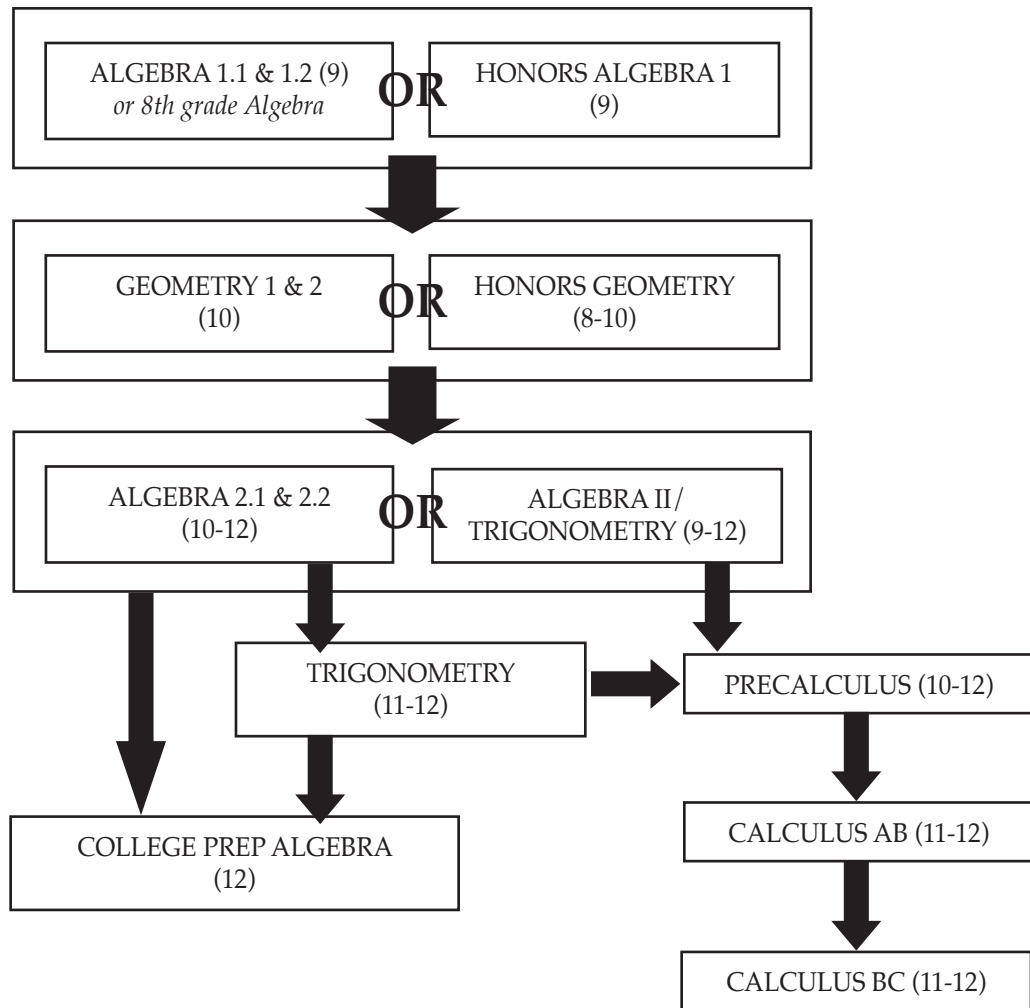 ALGEBRA 1.1 & 1.2 (9)
or 8th grade Algebra
OR
HONORS ALGEBRA 1
(9)
GEOMETRY 1 & 2
(10)
OR
HONORS GEOMETRY
(8-10)
ALGEBRA 2.1 & 2.2
(10-12)
OR
ALGEBRA II/
TRIGONOMETRY (9-12)
TRIGONOMETRY
(11-12)
PRECALCULUS (10-12)
COLLEGE PREP ALGEBRA
(12)
CALCULUS AB (11-12)
CALCULUS BC (11-12)